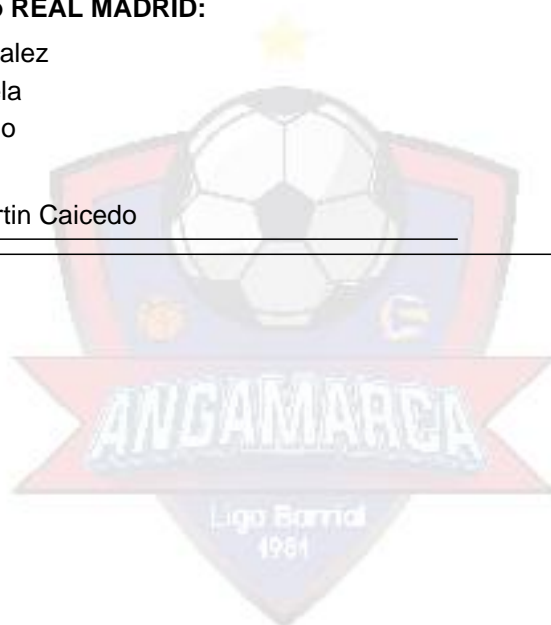 REAL MADRID:
alez
la
o
rtin Caicedo
ANGAMARCA
Liga Barrial
1981